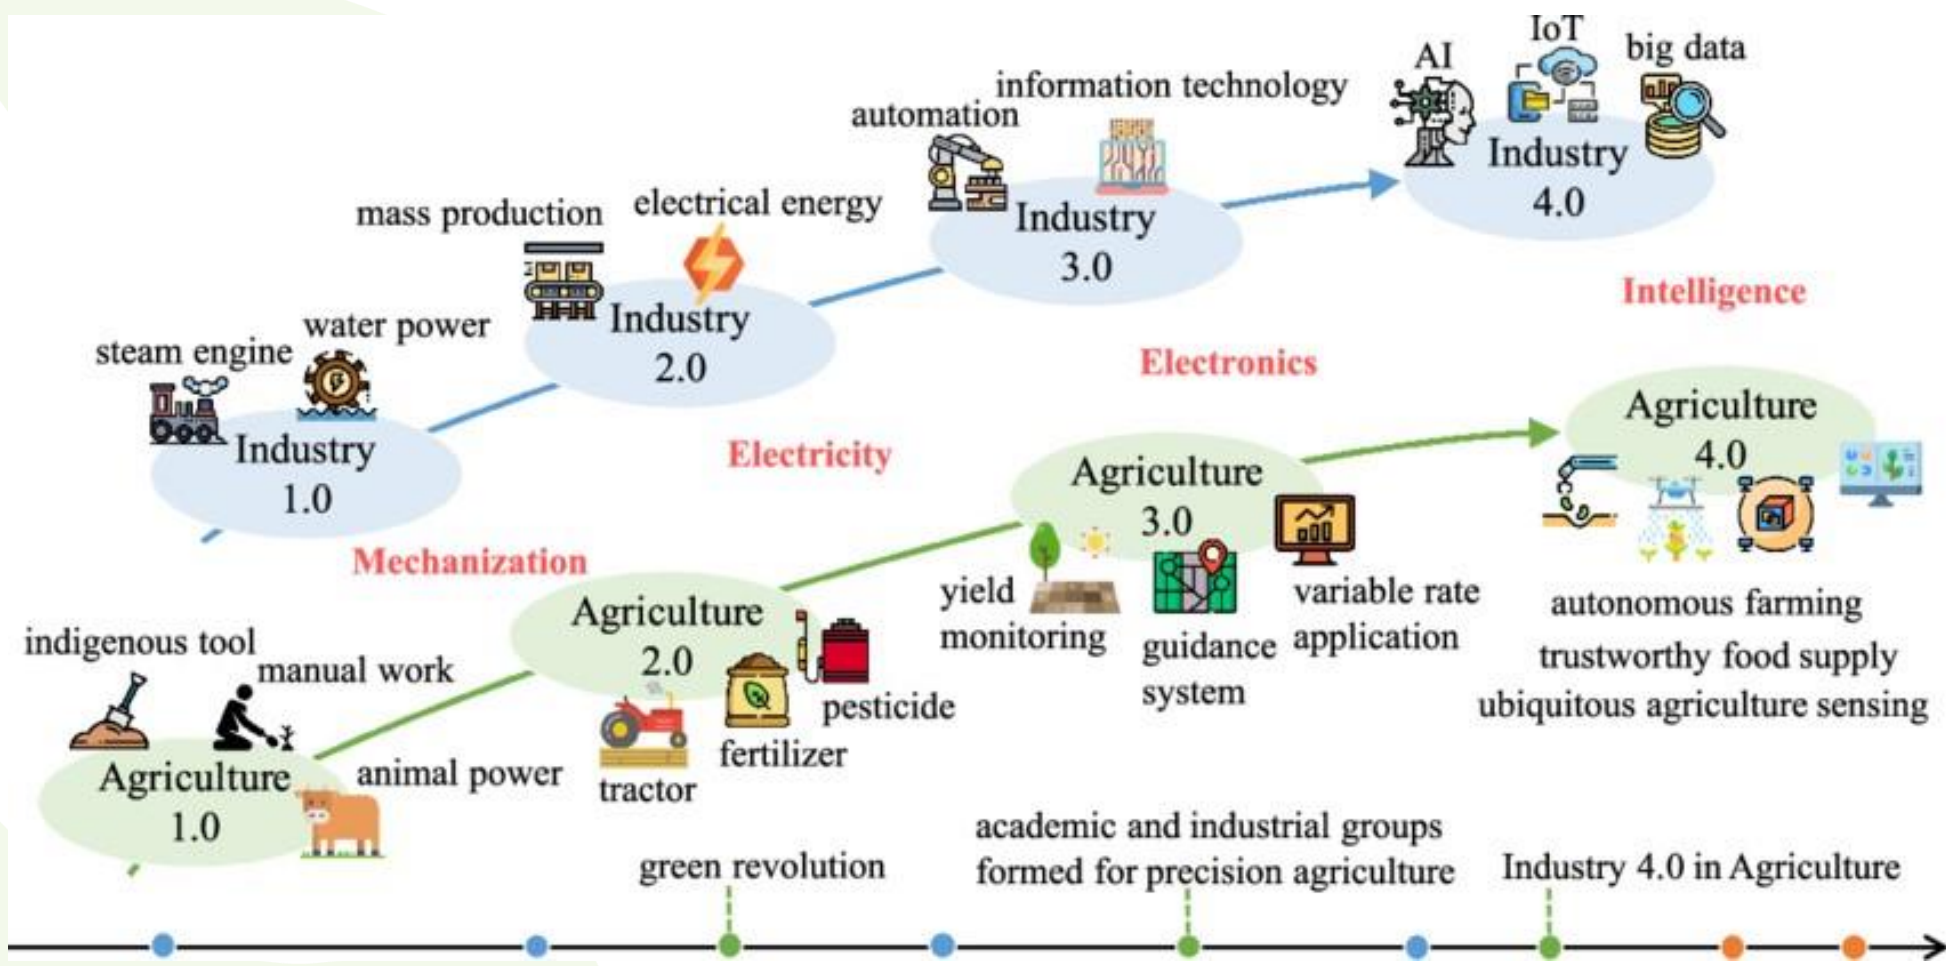 IoT
AI
big data
information technology
automation
Industry
4.0
electrical energy
mass production
Industry
3.0
Intelligence
water power
steam engine
Industry
2.0
Electronics
Agriculture
4.0
Industry
1.0
Electricity
Agriculture
3.0
Mechanization
yield
monitoring
guidance
system
variable rate
application
autonomous farming
trustworthy food supply
ubiquitous agriculture sensing
Agriculture
2.0
indigenous tool
manual work
pesticide
fertilizer
tractor
Agriculture
1.0
animal power
green revolution
academic and industrial groups
formed for precision agriculture
Industry 4.0 in Agriculture